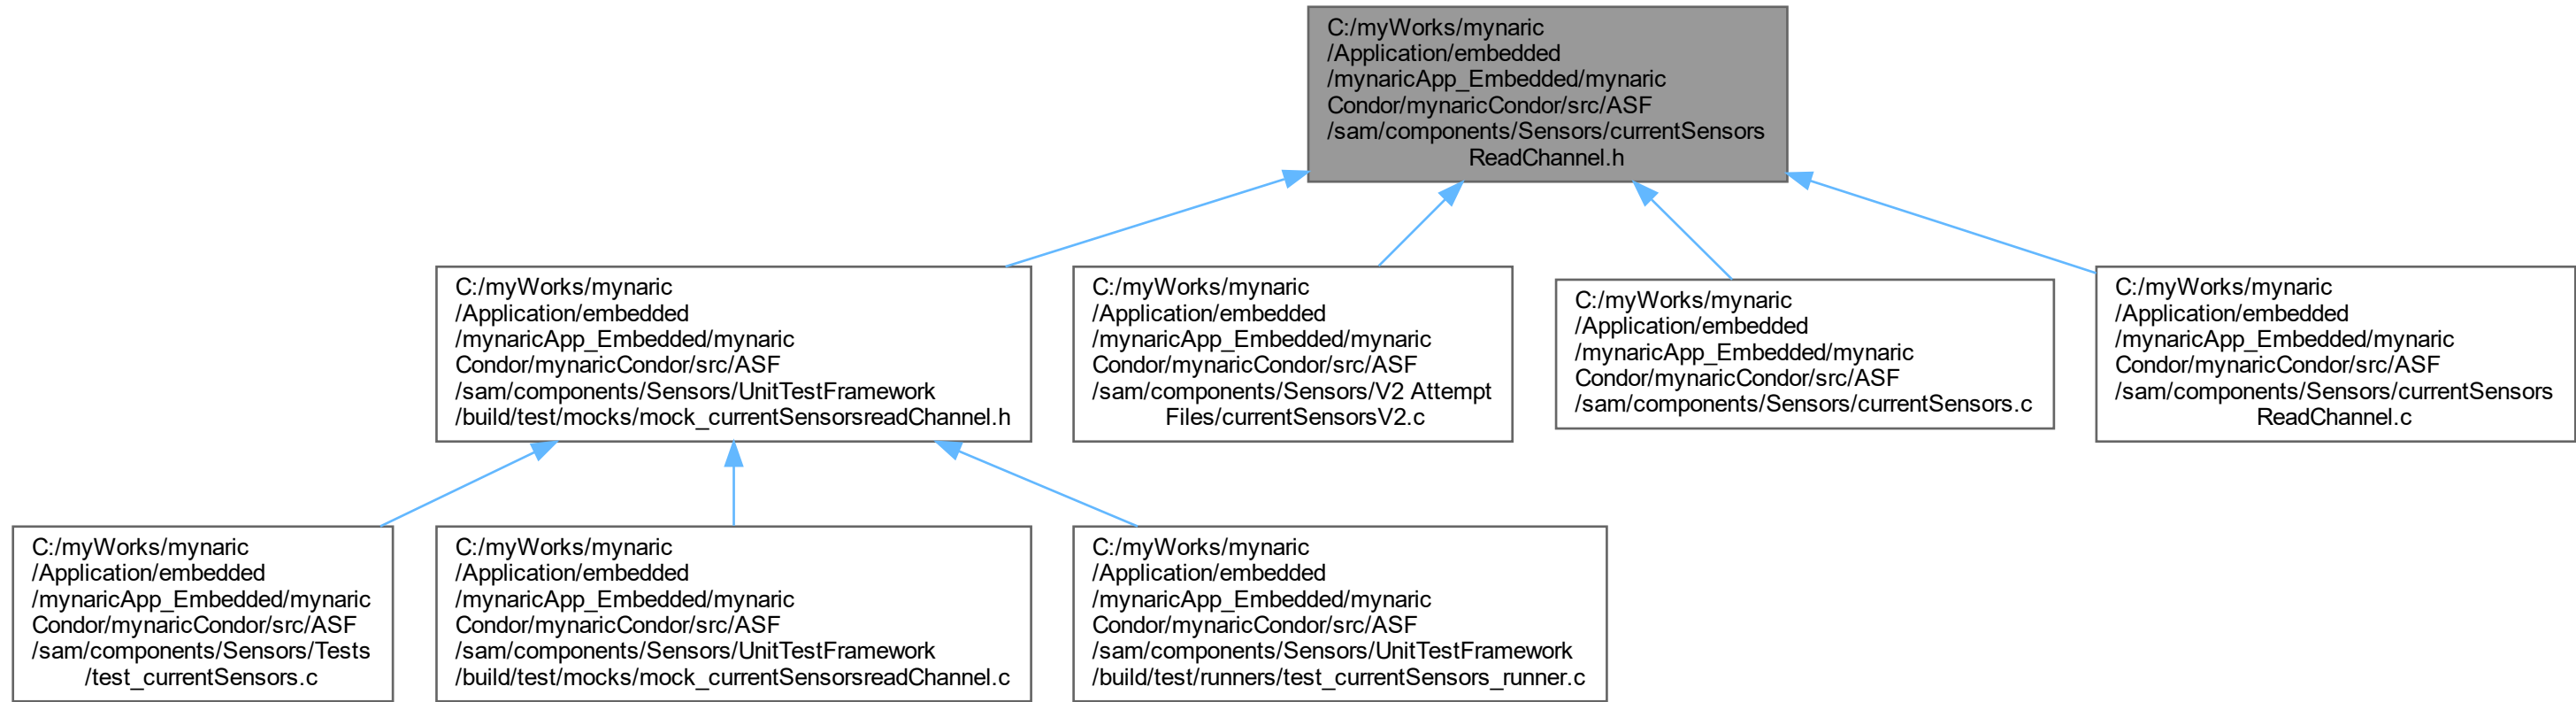 C:/myWorks/mynaric
/Application/embedded
/mynaricApp_Embedded/mynaric
Condor/mynaricCondor/src/ASF
/sam/components/Sensors/currentSensors
ReadChannel.h
C:/myWorks/mynaric
/Application/embedded
/mynaricApp_Embedded/mynaric
Condor/mynaricCondor/src/ASF
/sam/components/Sensors/UnitTestFramework
/build/test/mocks/mock_currentSensorsreadChannel.h
C:/myWorks/mynaric
/Application/embedded
/mynaricApp_Embedded/mynaric
Condor/mynaricCondor/src/ASF
/sam/components/Sensors/V2 Attempt
Files/currentSensorsV2.c
C:/myWorks/mynaric
/Application/embedded
/mynaricApp_Embedded/mynaric
Condor/mynaricCondor/src/ASF
/sam/components/Sensors/currentSensors.c
C:/myWorks/mynaric
/Application/embedded
/mynaricApp_Embedded/mynaric
Condor/mynaricCondor/src/ASF
/sam/components/Sensors/currentSensors
ReadChannel.c
C:/myWorks/mynaric
/Application/embedded
/mynaricApp_Embedded/mynaric
Condor/mynaricCondor/src/ASF
/sam/components/Sensors/Tests
/test_currentSensors.c
C:/myWorks/mynaric
/Application/embedded
/mynaricApp_Embedded/mynaric
Condor/mynaricCondor/src/ASF
/sam/components/Sensors/UnitTestFramework
/build/test/mocks/mock_currentSensorsreadChannel.c
C:/myWorks/mynaric
/Application/embedded
/mynaricApp_Embedded/mynaric
Condor/mynaricCondor/src/ASF
/sam/components/Sensors/UnitTestFramework
/build/test/runners/test_currentSensors_runner.c